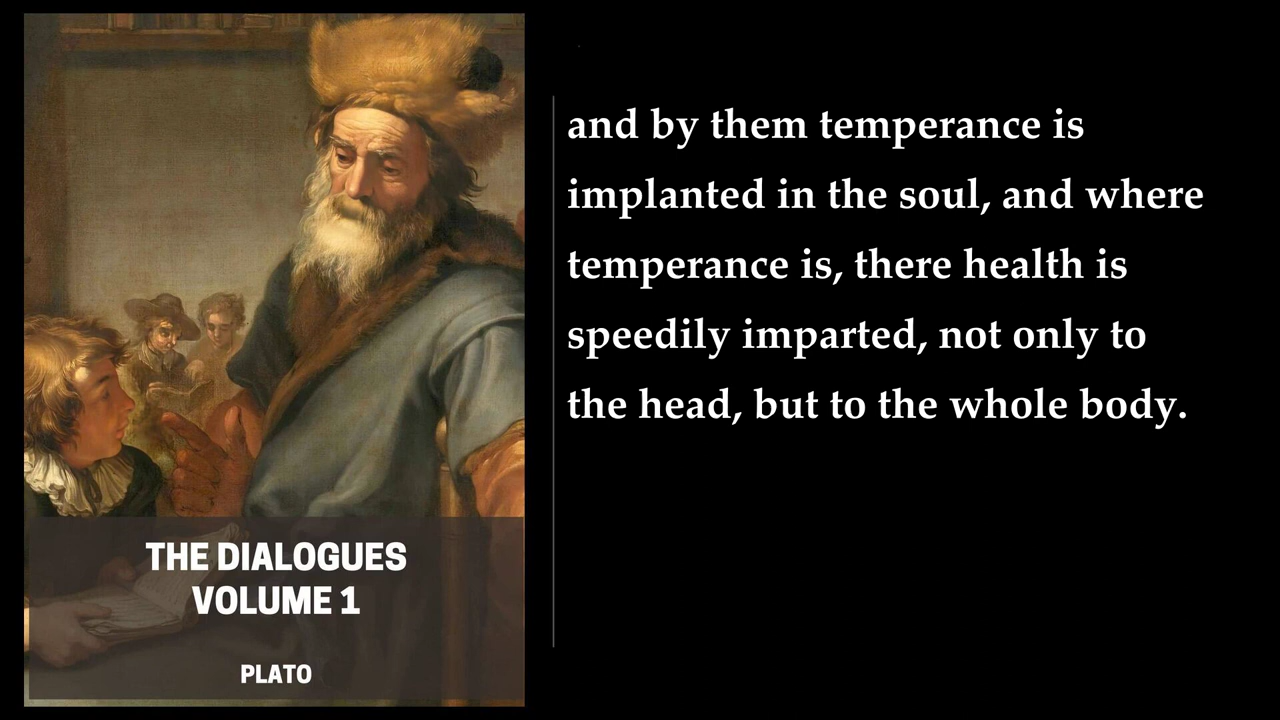 and by them temperance is
implanted in the soul, and where
temperance is, there health is
speedily imparted, not only to
the head, but to the whole body.
THE DIALOGUES
VOLUME 1
PLATO